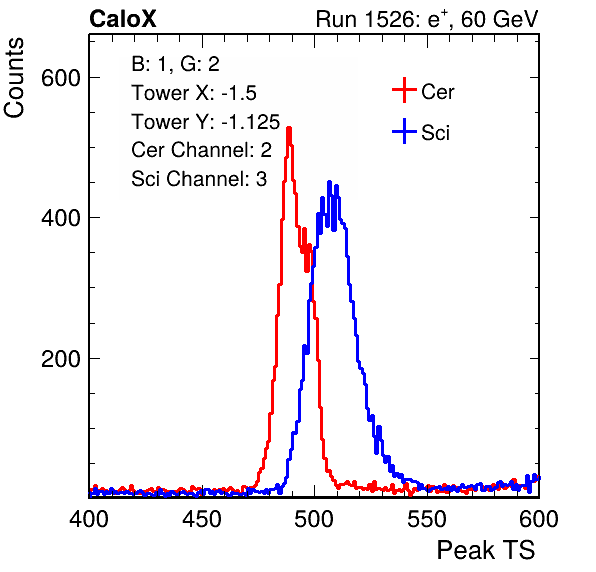 CaloX
Run 1526: e+, 60 GeV
Counts
B: 1, G: 2
Tower X: -1.5
Tower Y: -1.125
Cer Channel: 2
Sci Channel: 3
Cer
Sci
600
400
200
400 450 500 550 600
Peak TS